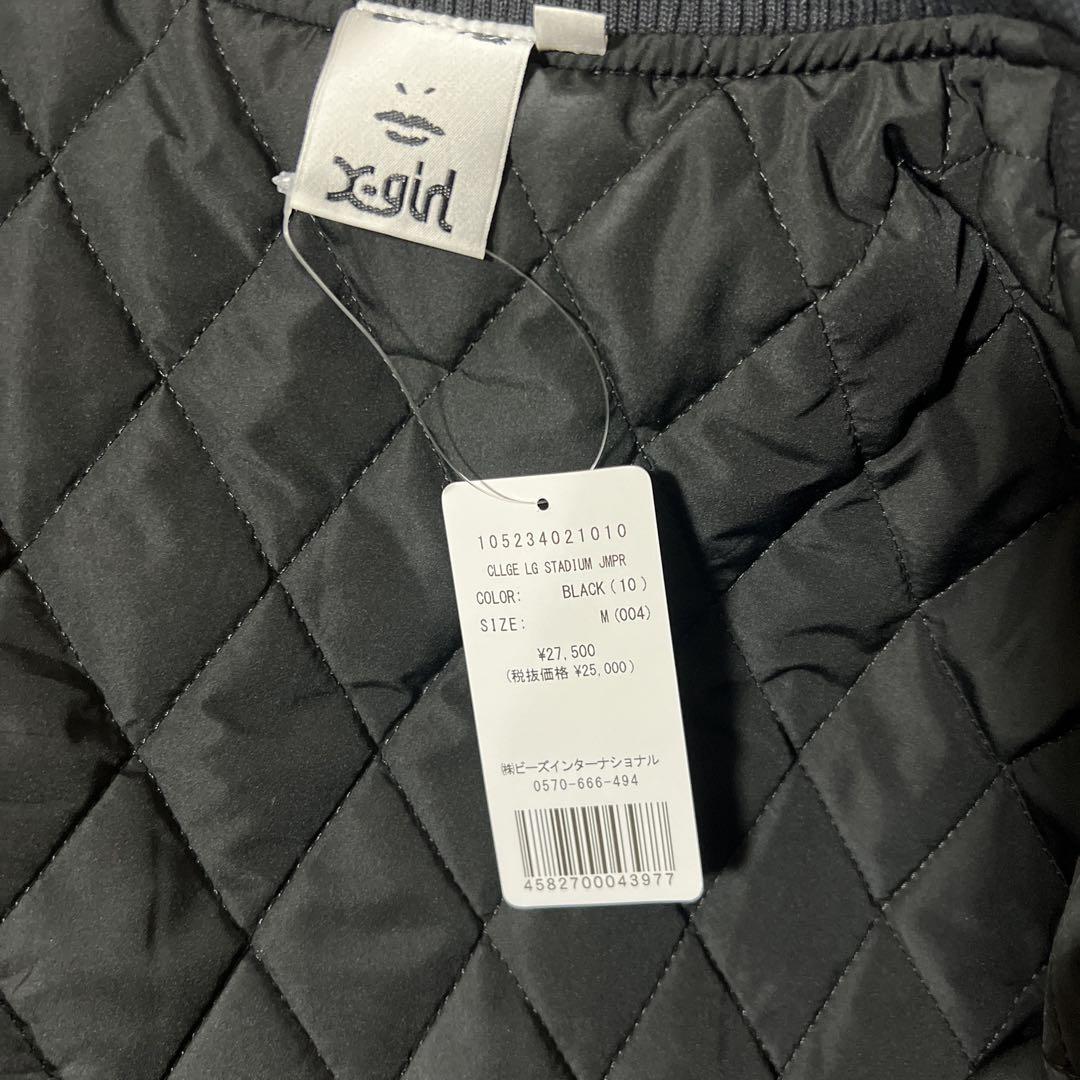 X-girl
105234021010
CLLGE LG STADIUM JMPR
COLOR: BLACK(10)
SIZE: M(004)
¥27,500
(税抜価格 ¥25,000)
㈱ビーズインターナショナル
0570-666-494
4582700043977